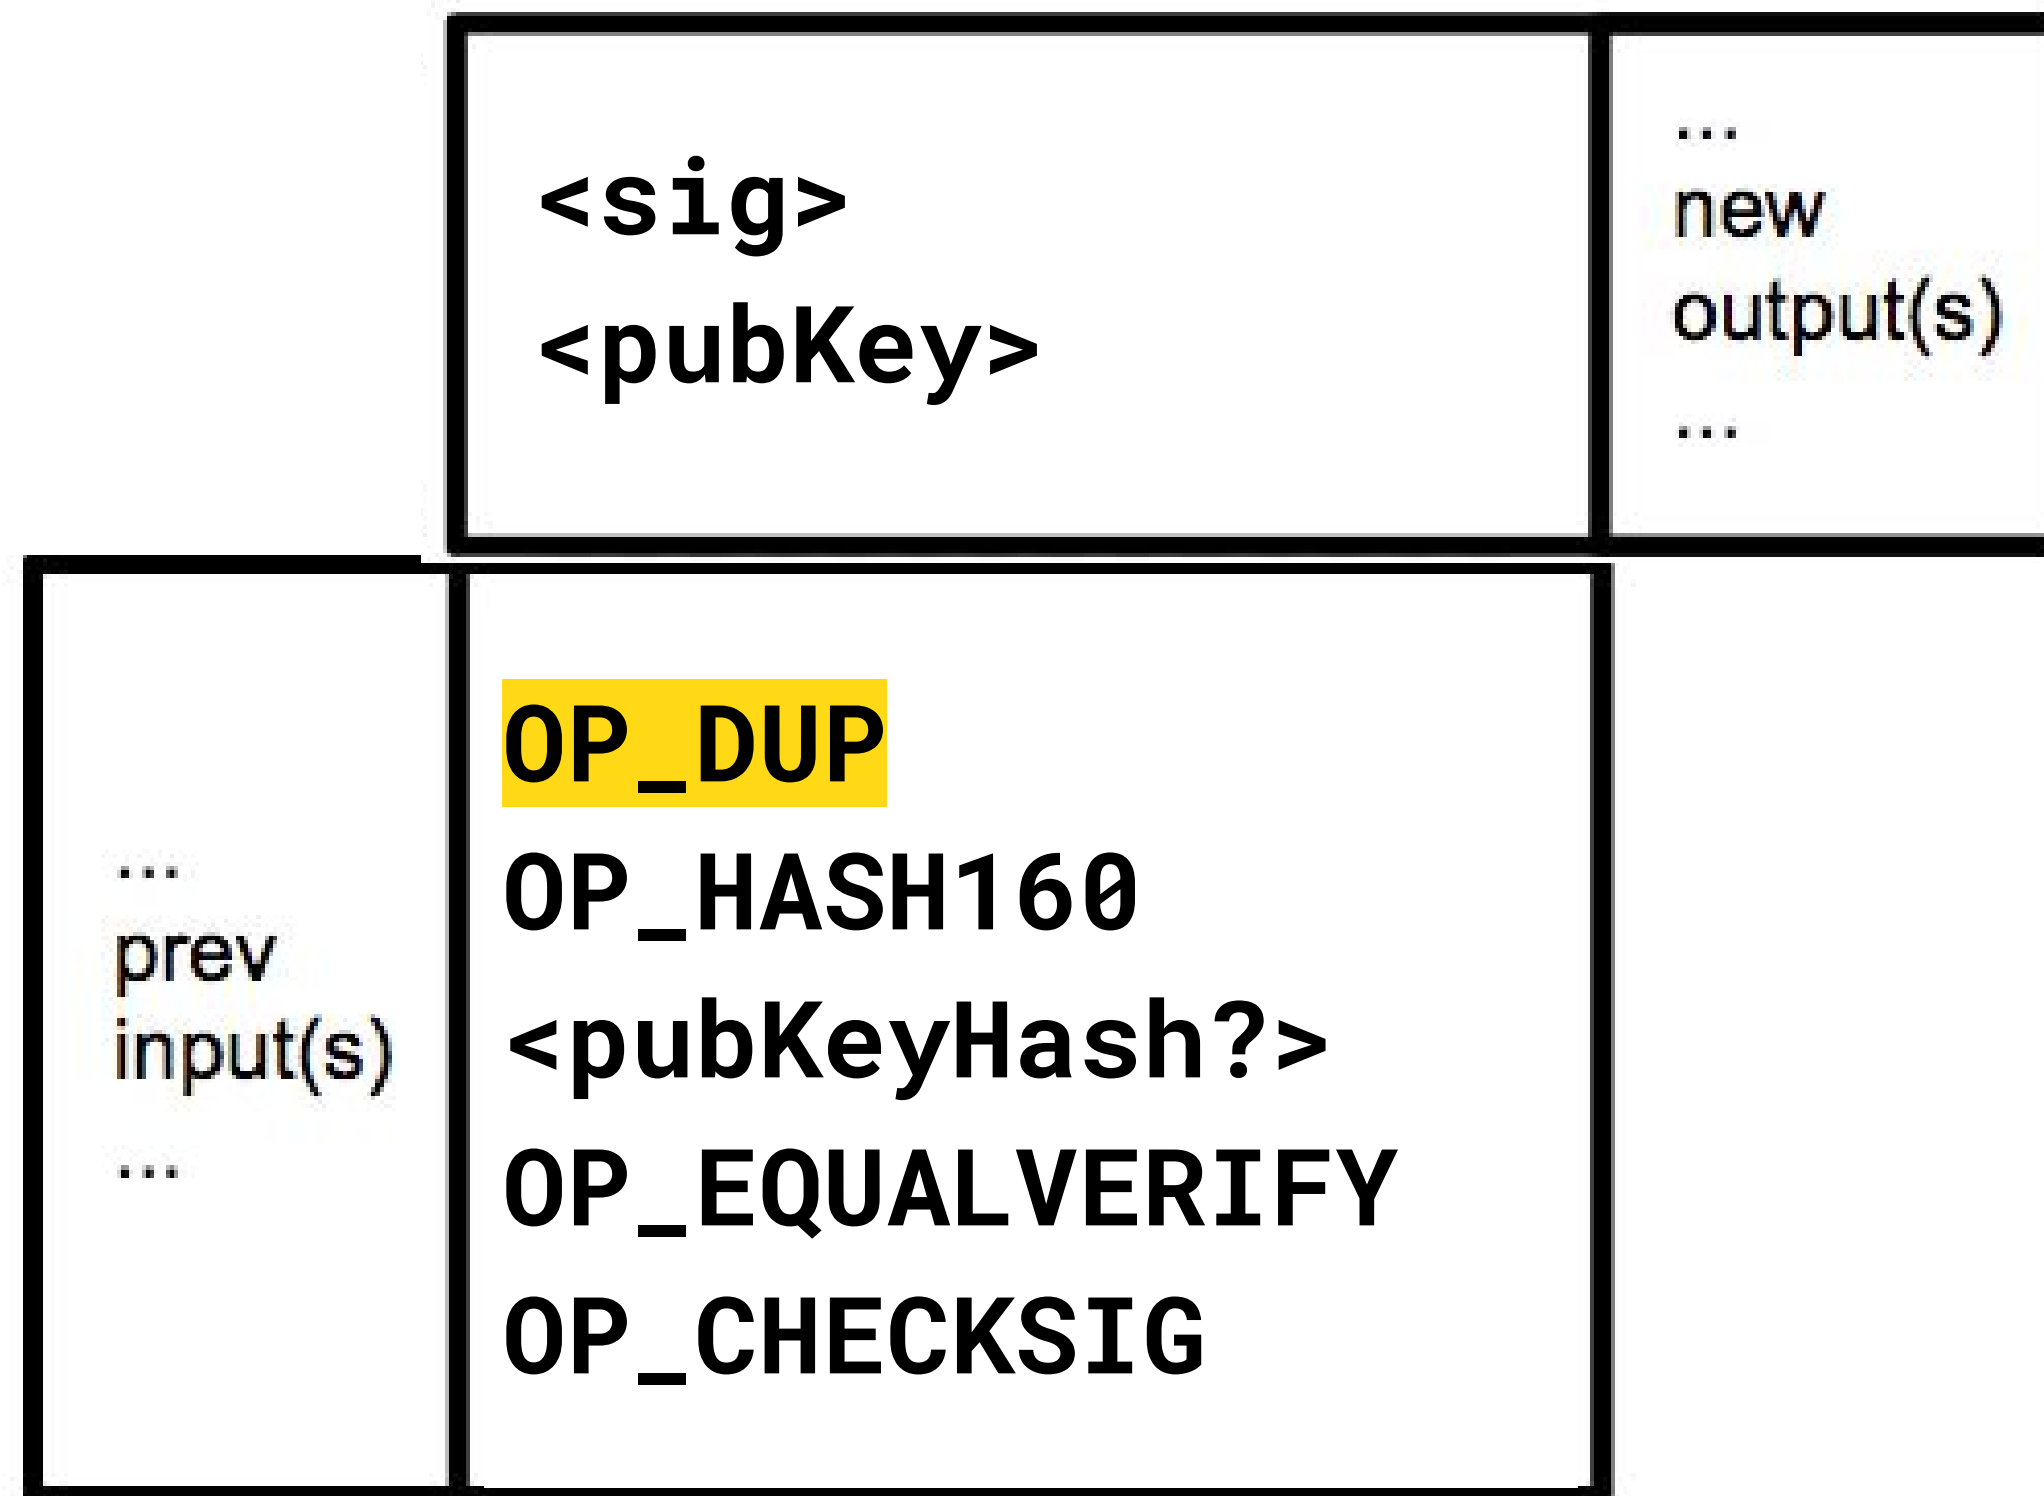 <sig>
<pubKey>
...
new
output(s)
...
...
prev
input(s)
...
OP_DUP
OP_HASH160
<pubKeyHash?>
OP_EQUALVERIFY
OP_CHECKSIG